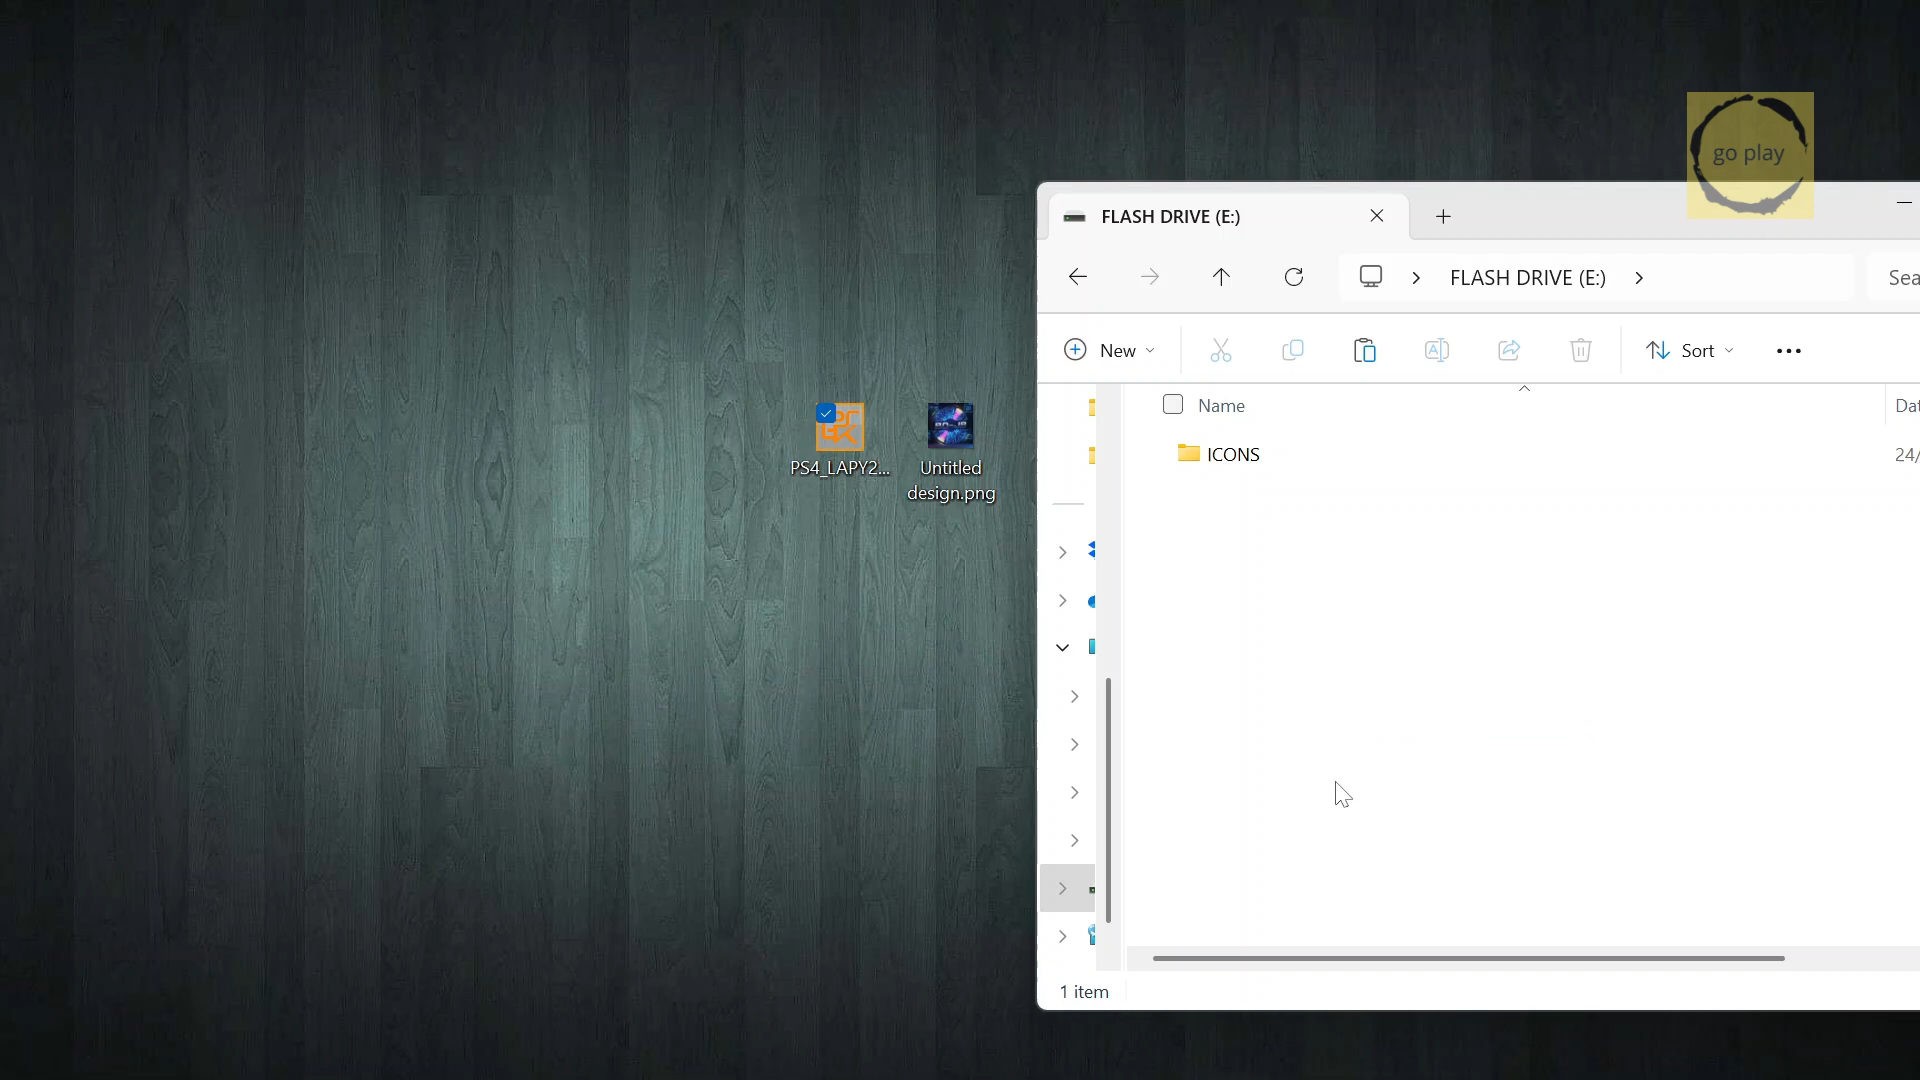 go play
FLASH DRIVE (E:)
FLASH DRIVE (E:)
Sea
New
Sort
Name
Dat
ICONS
24/
PS4_LAPY2...
Untitled
design.png
1 item